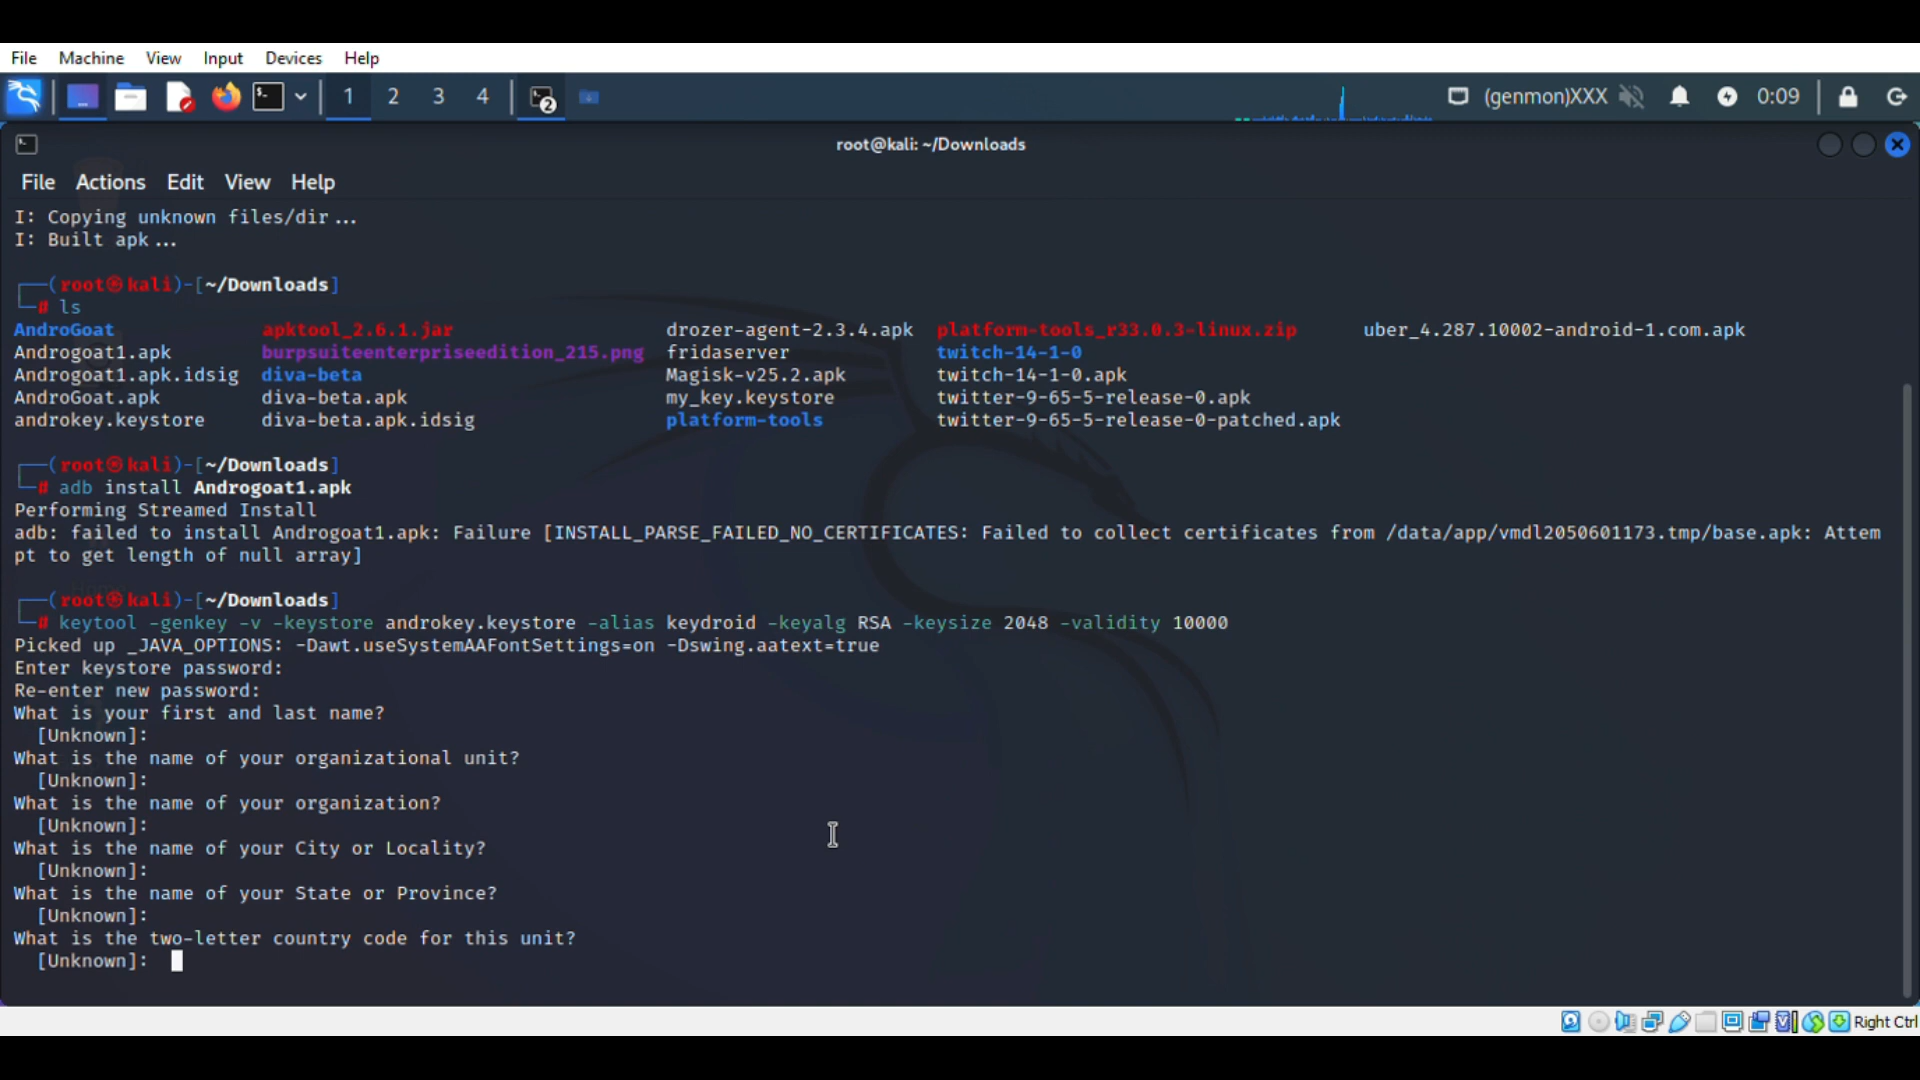 File Machine View Input Devices Help
1 2 3 4 2 (genmon)XXX 0:09
root@kali: ~/Downloads
File Actions Edit View Help
I: Copying unknown files/dir...
I: Built apk...
┌──(root㉿kali)-[~/Downloads]
└─# ls
AndroGoat apktool_2.6.1.jar drozer-agent-2.3.4.apk platform-tools_r33.0.3-linux.zip uber_4.287.10002-android-1.com.apk
Androgoat1.apk burpsuiteenterpriseedition_215.png fridaserver twitch-14-1-0
Androgoat1.apk.idsig diva-beta Magisk-v25.2.apk twitch-14-1-0.apk
AndroGoat.apk diva-beta.apk my_key.keystore twitter-9-65-5-release-0.apk
androkey.keystore diva-beta.apk.idsig platform-tools twitter-9-65-5-release-0-patched.apk
┌──(root㉿kali)-[~/Downloads]
└─# adb install Androgoat1.apk
Performing Streamed Install
adb: failed to install Androgoat1.apk: Failure [INSTALL_PARSE_FAILED_NO_CERTIFICATES: Failed to collect certificates from /data/app/vmdl2050601173.tmp/base.apk: Attem
pt to get length of null array]
┌──(root㉿kali)-[~/Downloads]
└─# keytool -genkey -v -keystore androkey.keystore -alias keydroid -keyalg RSA -keysize 2048 -validity 10000
Picked up _JAVA_OPTIONS: -Dawt.useSystemAAFontSettings=on -Dswing.aatext=true
Enter keystore password:
Re-enter new password:
What is your first and last name?
[Unknown]:
What is the name of your organizational unit?
[Unknown]:
What is the name of your organization?
[Unknown]:
What is the name of your City or Locality?
[Unknown]:
What is the name of your State or Province?
[Unknown]:
What is the two-letter country code for this unit?
[Unknown]:
Right Ctrl